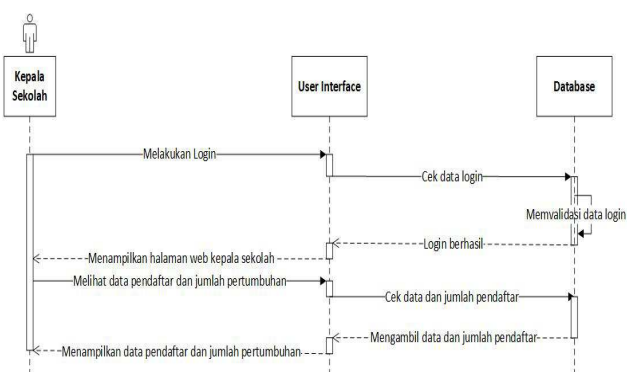 Kepala
Sekolah
User Interface
Database
Melakukan Login
Cek data login
Memvalidasi data login
Login berhasil
Menampilkan halaman web kepala sekolah
Melihat data pendaftar dan jumlah pertumbuhan
Cek data dan jumlah pendaftar
Mengambil data dan jumlah pendaftar
Menampilkan data pendaftar dan jumlah pertumbuhan